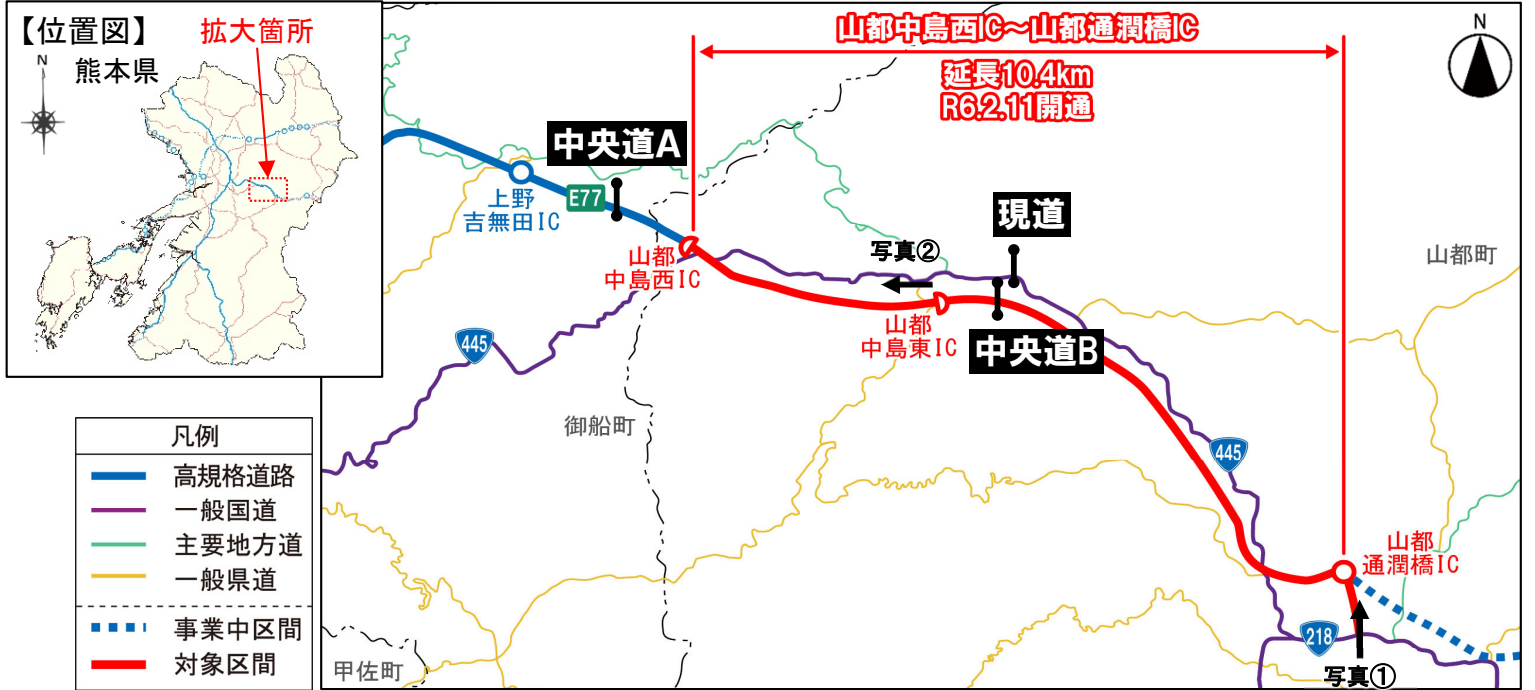 【位置図】
拡大箇所
N
熊本県
山都中島西IC～山都通潤橋IC
延長10.4km
R6.2.11開通
N
中央道A
上野
吉無田IC
E77
山都
中島西IC
写真②
現道
山都町
山都
中島東IC
中央道B
445
御船町
445
山都
通潤橋IC
218
写真①
甲佐町
凡例
高規格道路
一般国道
主要地方道
一般県道
事業中区間
対象区間